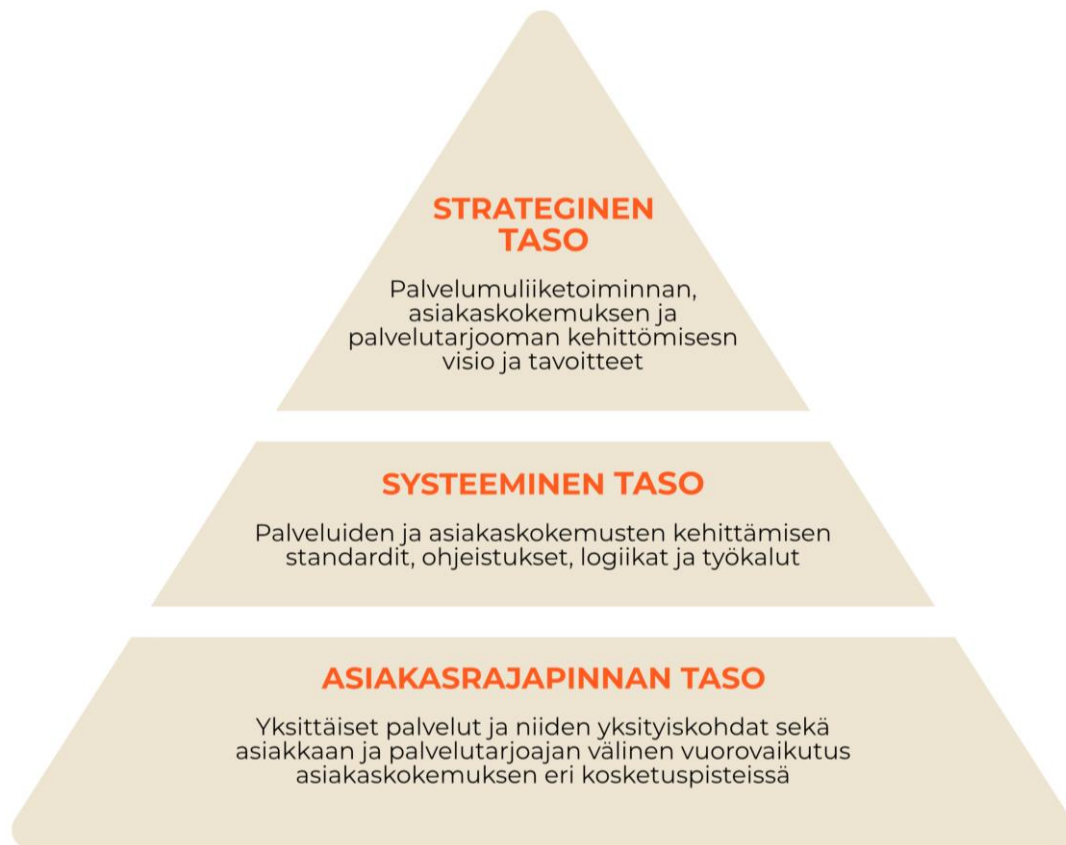 STRATEGINEN
TASO
Palvelumuliiketoiminnan,
asiakaskokemuksen ja
palvelutarjooman kehittömisesn
visio ja tavoitteet
SYSTEEMINEN TASO
Palveluiden ja asiakaskokemusten kehittämisen
standardit, ohjeistukset, logiikat ja työkalut
ASIAKASRAJAPINNAN TASO
Yksittäiset palvelut ja niiden yksityiskohdat sekä
asiakkaan ja palvelutarjoajan välinen vuorovaikutus
asiakaskokemuksen eri kosketuspisteissä